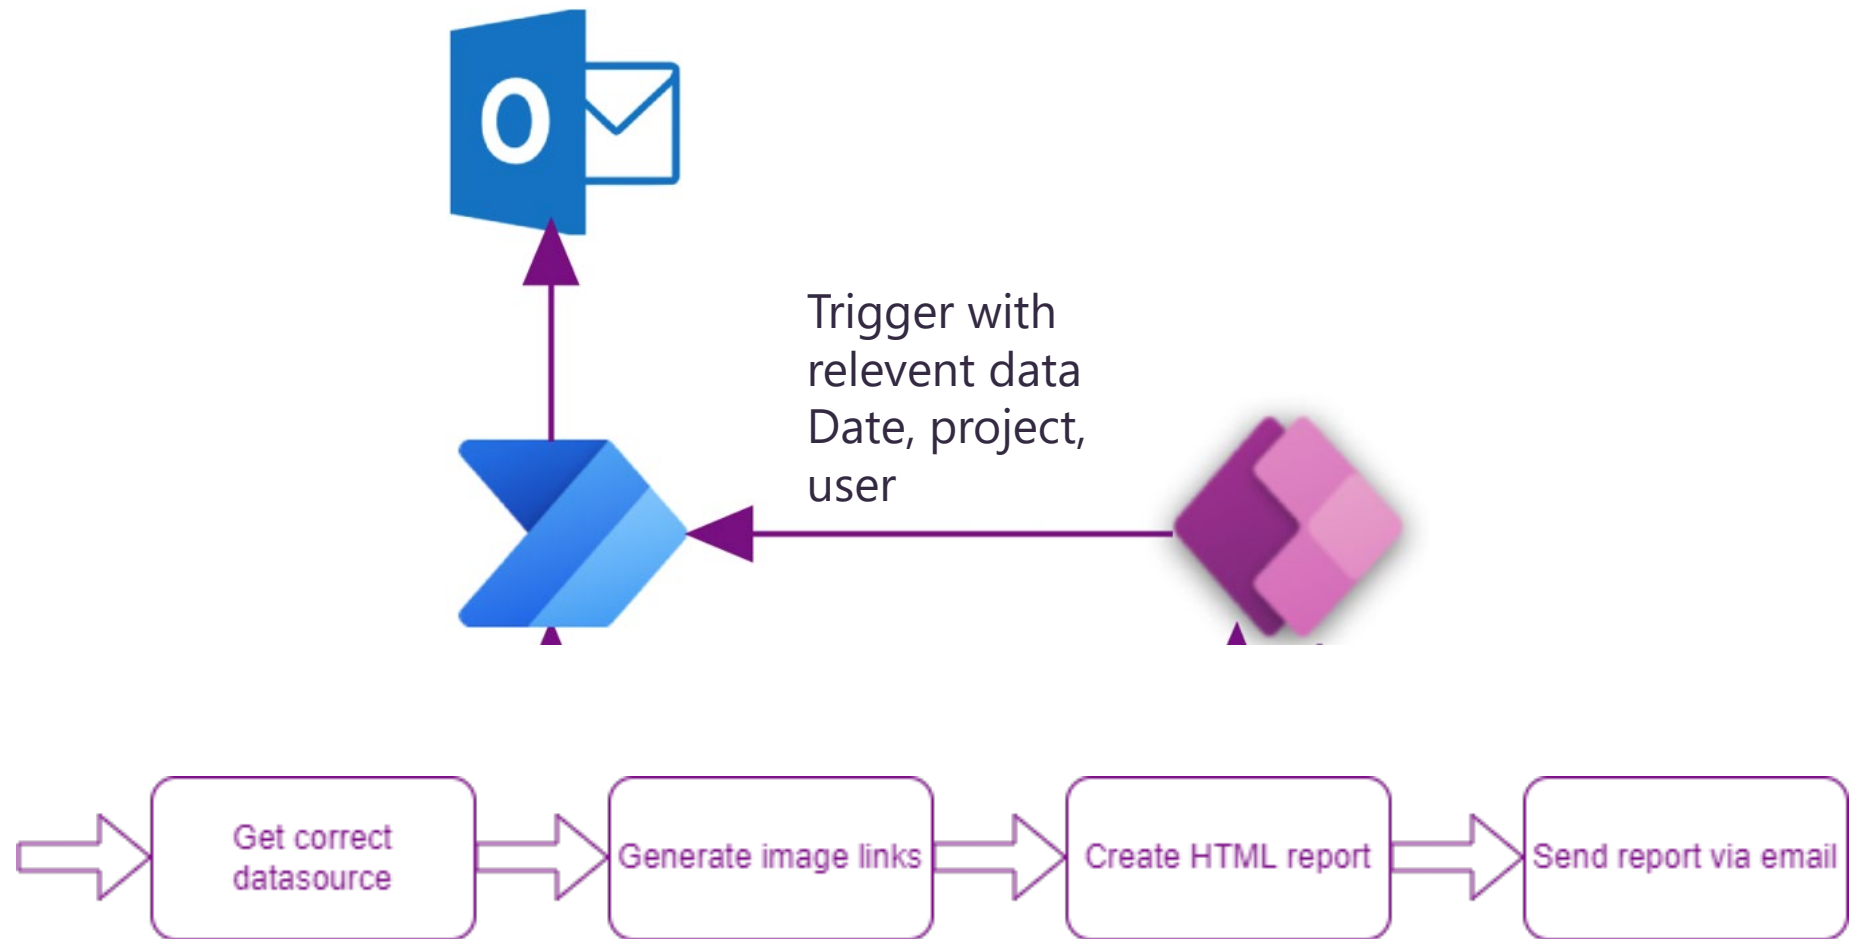 O
Trigger with
relevent data
Date, project,
user
Get correct
datasource
Generate image links
Create HTML report
Send report via email